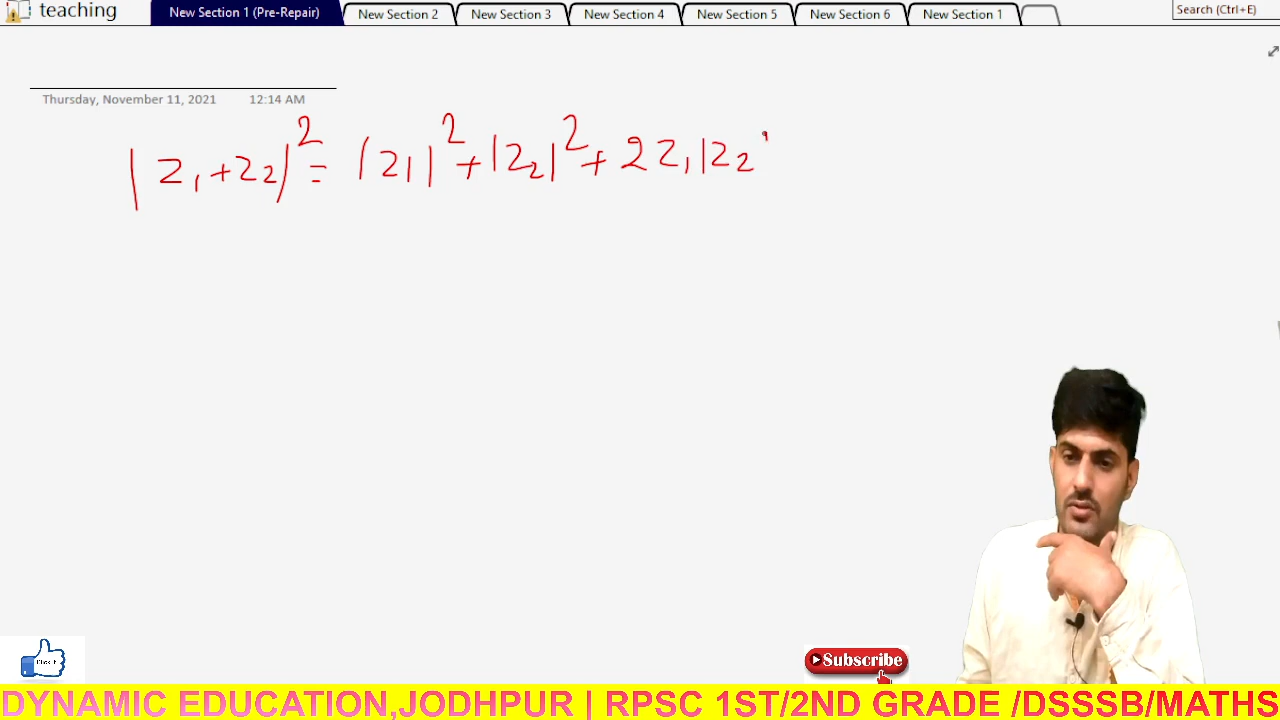 teaching New Section 1 (Pre-Repair) New Section 2 New Section 3 New Section 4 New Section 5 New Section 6 New Section 1 Search (Ctrl+E)
Thursday, November 11, 2021 12:14 AM
|z₁+z₂|² = |z₁|² + |z₂|² + 2z₁|z₂
Click it
Subscribe
DYNAMIC EDUCATION,JODHPUR | RPSC 1ST/2ND GRADE /DSSSB/MATHS